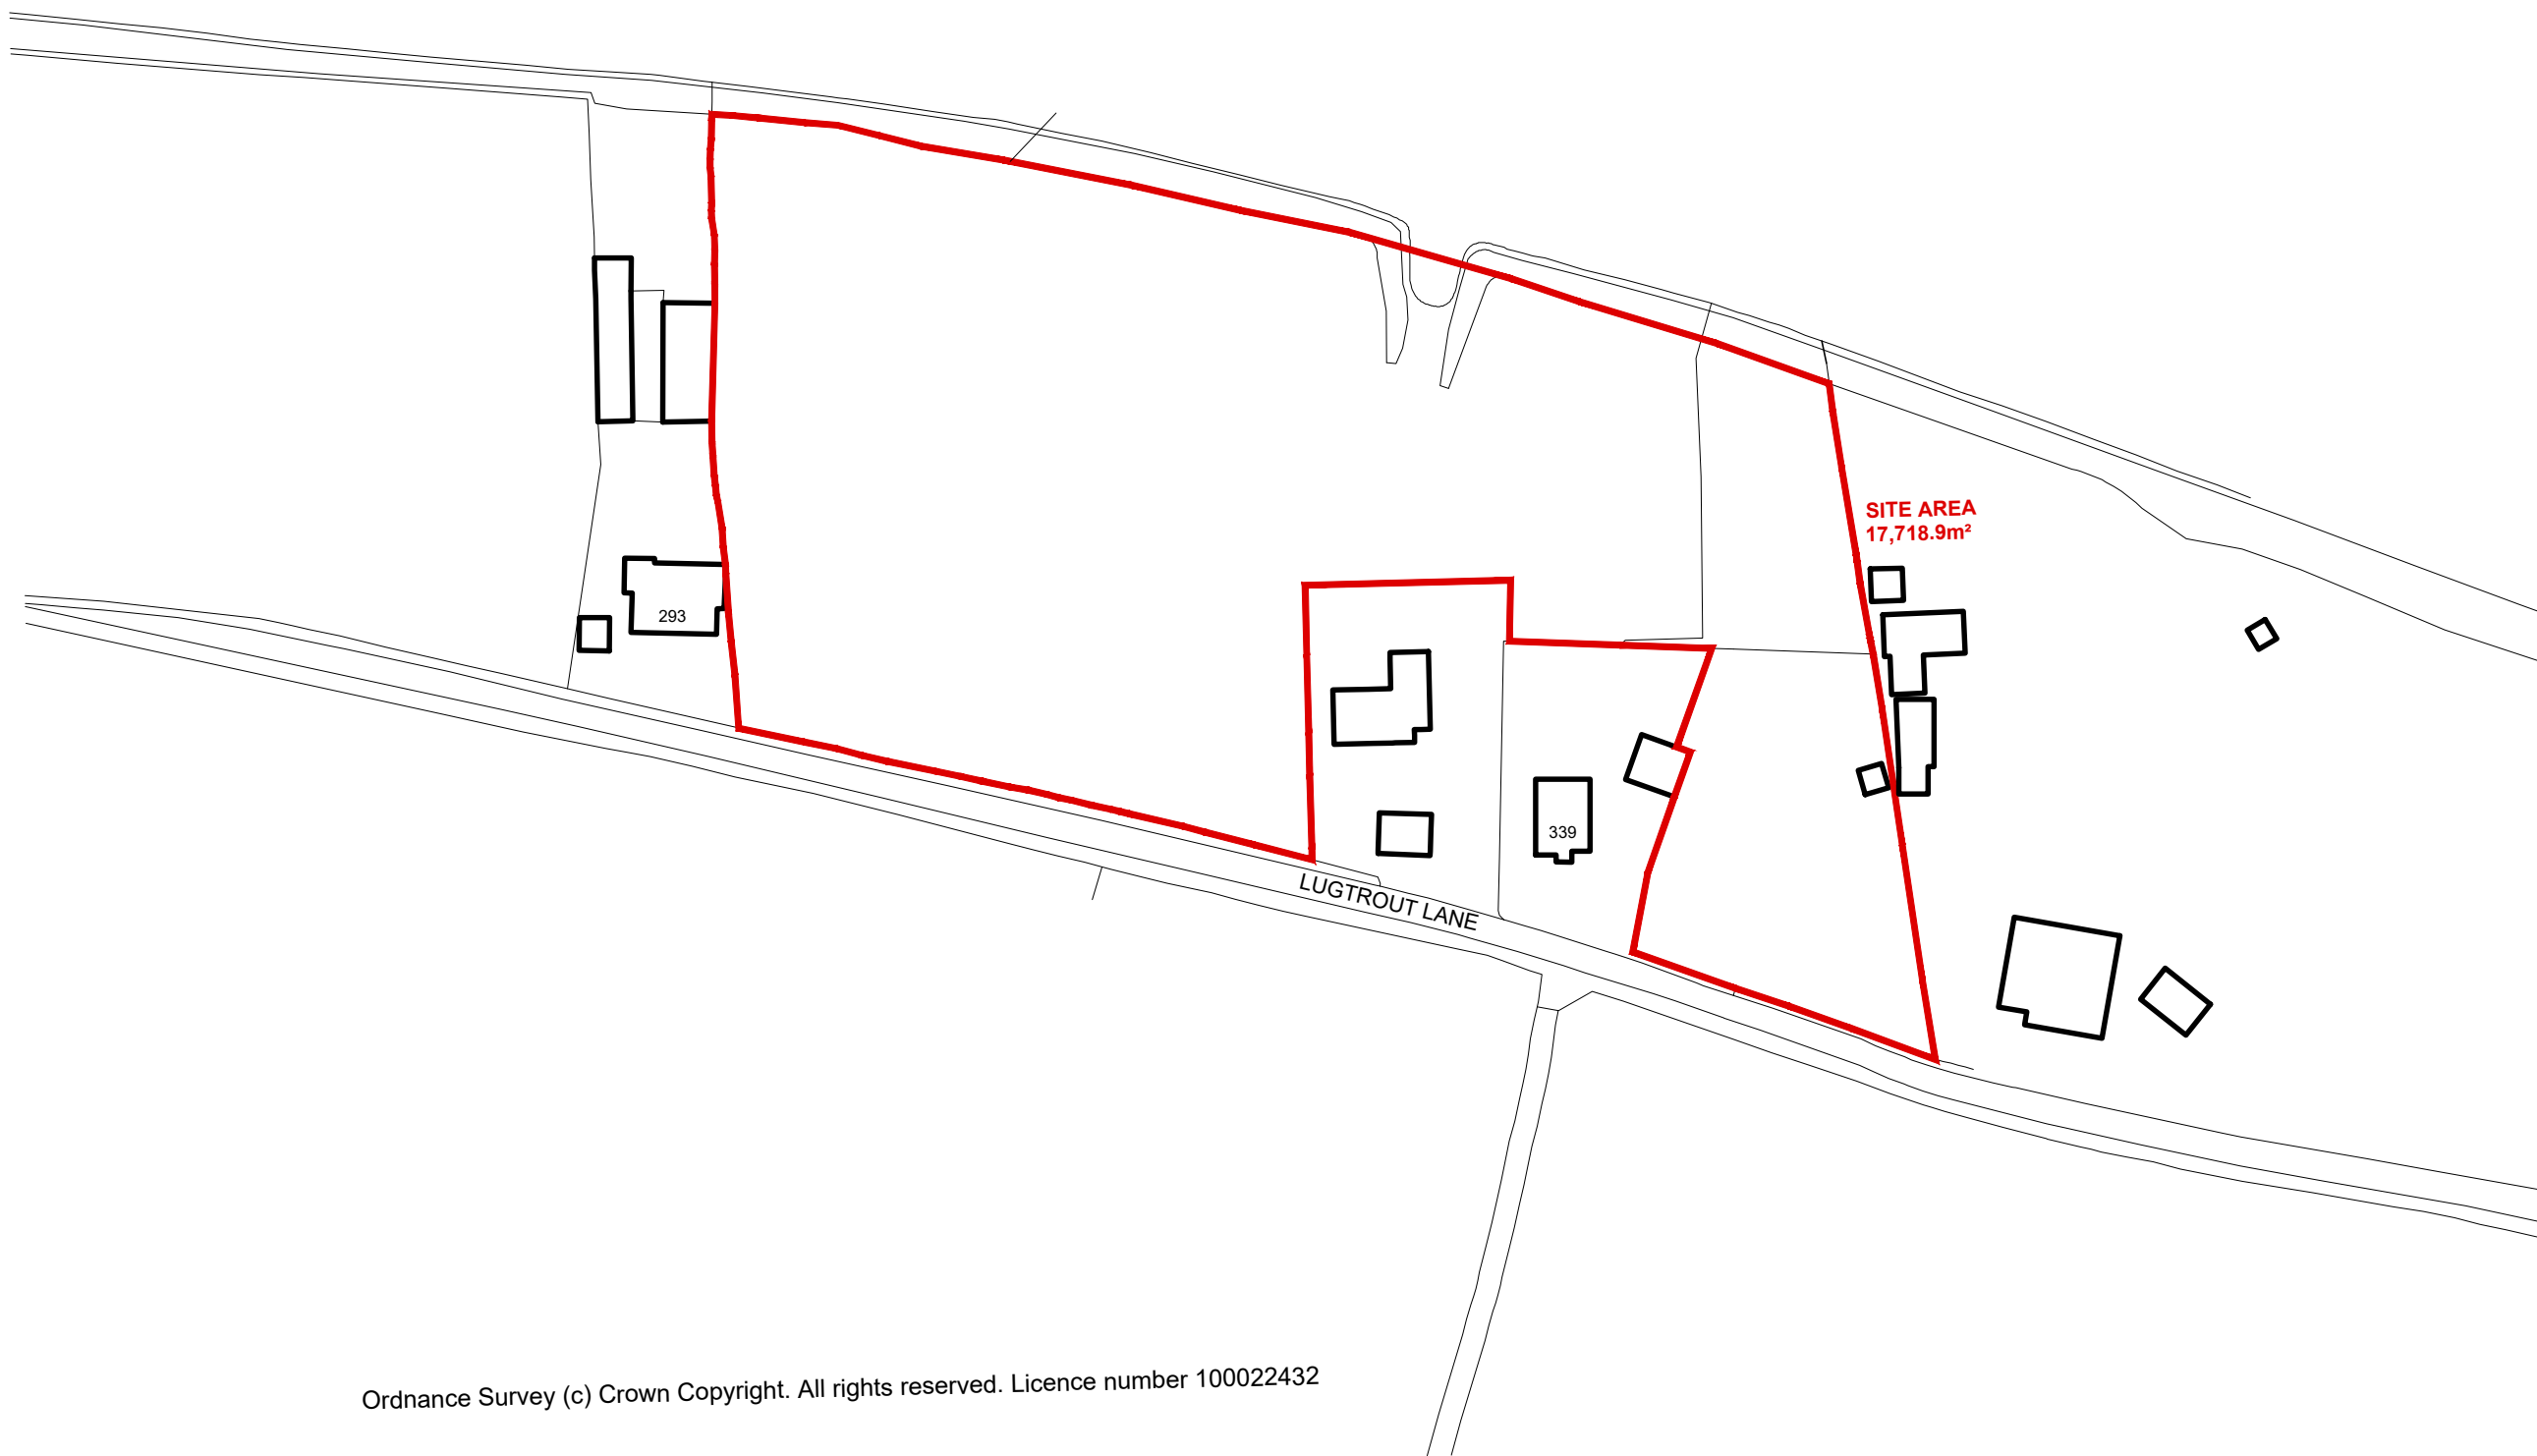 SITE AREA
17,718.9m²
293
339
LUGTROUT LANE
Ordnance Survey (c) Crown Copyright. All rights reserved. Licence number 100022432